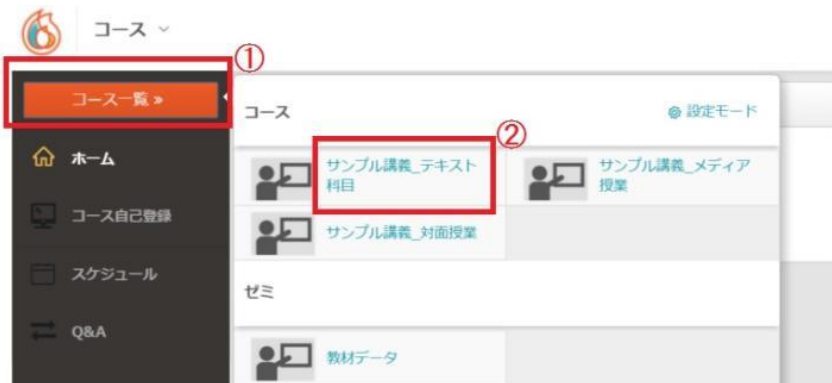 コース
①
コース一覧 »
コース
設定モード
②
ホーム
サンプル講義_テキスト
科目
サンプル講義_メディア
授業
コース自己登録
サンプル講義_対面授業
スケジュール
ゼミ
Q&A
教材データ